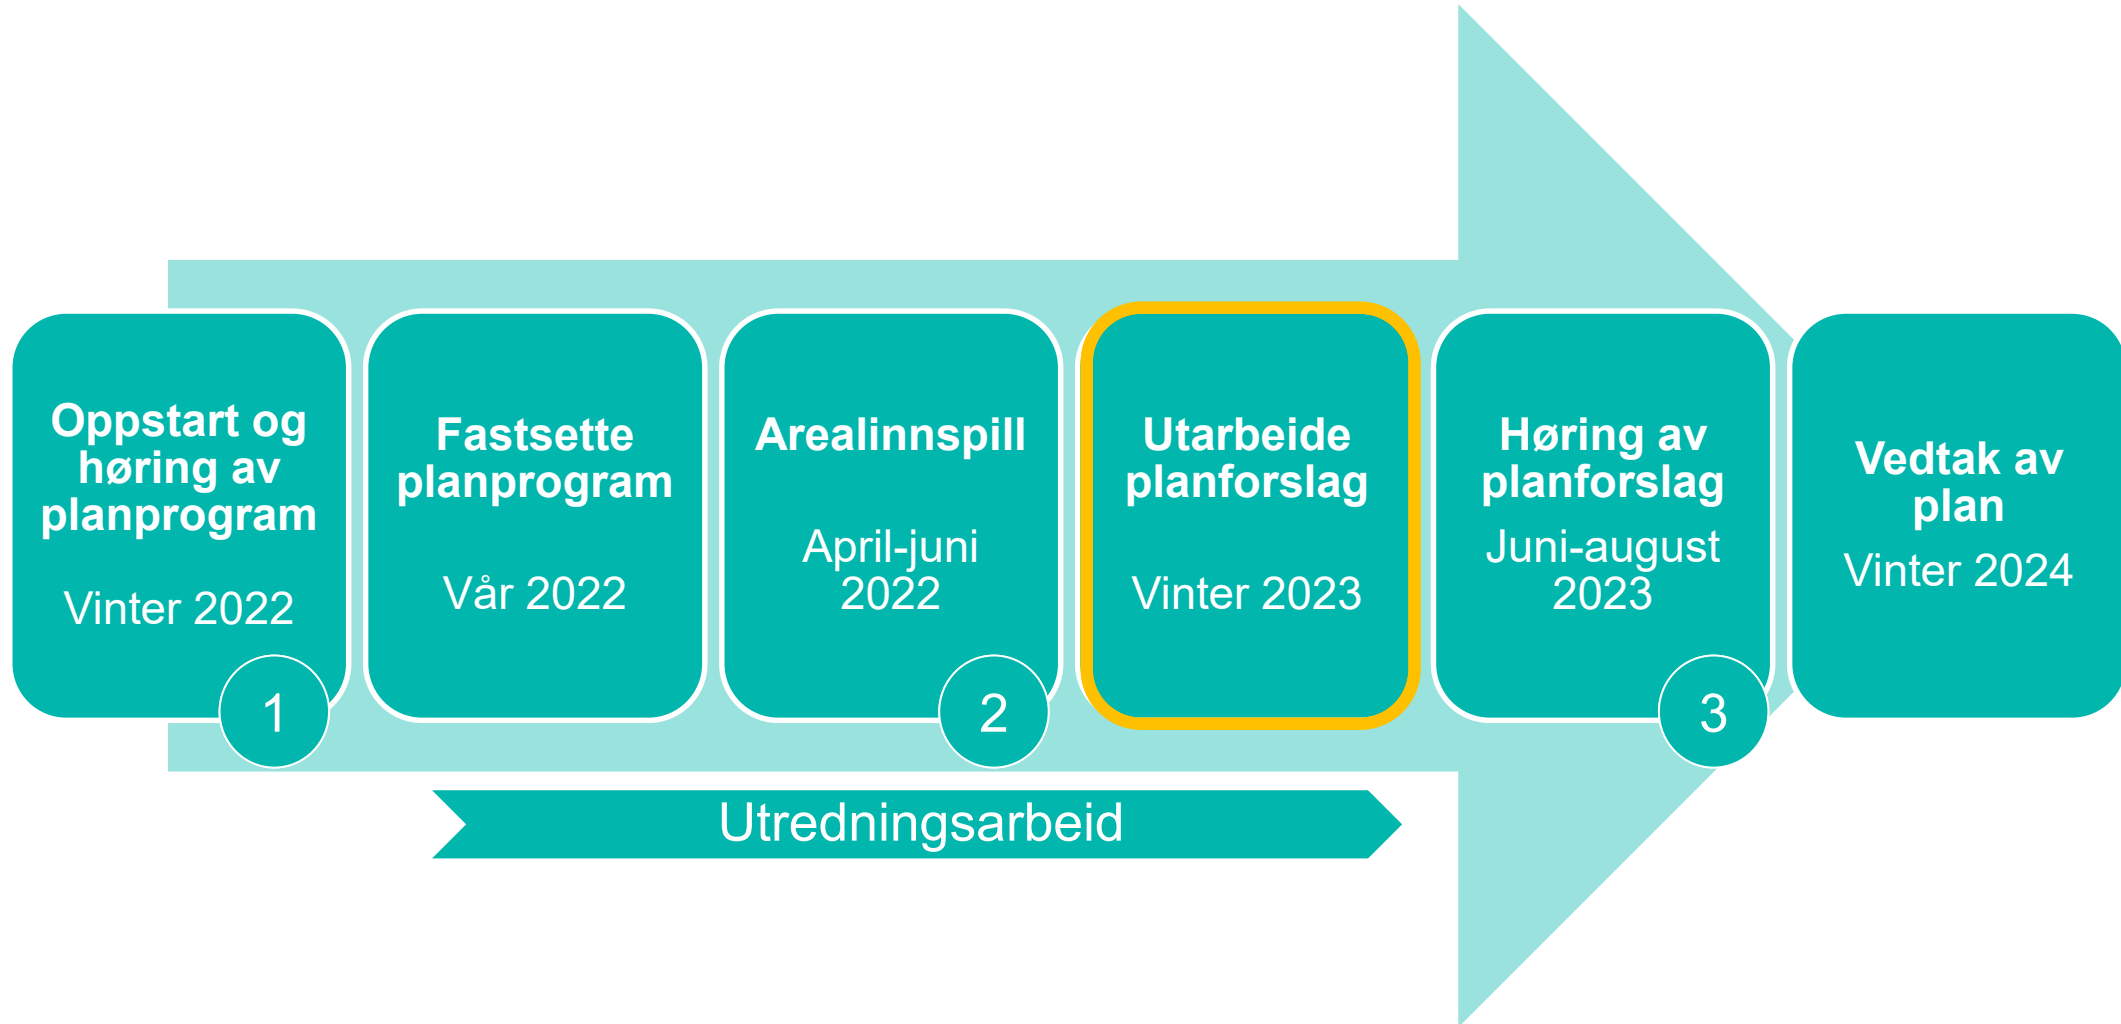 Oppstart og
høring av
planprogram
Vinter 2022
1
Fastsette
planprogram
Vår 2022
Arealinnspill
April-juni
2022
2
Utarbeide
planforslag
Vinter 2023
Høring av
planforslag
Juni-august
2023
3
Vedtak av
plan
Vinter 2024
Utredningsarbeid